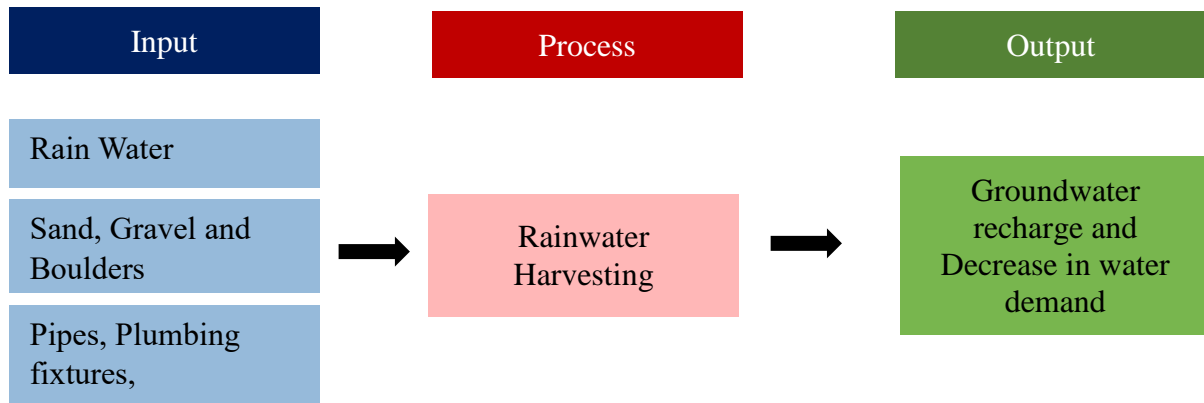 Input
Process
Output
Rain Water
Sand, Gravel and
Boulders
Pipes, Plumbing
fixtures,
Rainwater
Harvesting
Groundwater
recharge and
Decrease in water
demand